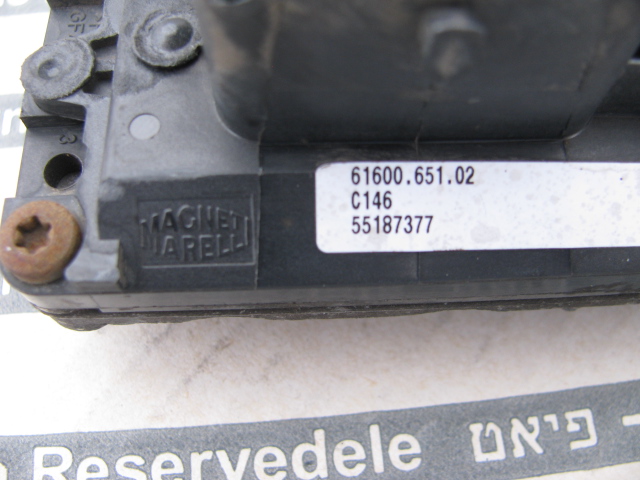 61600.651.02
C146
55187377
MAGNETI
MARELLI
Reservedele פיאט -